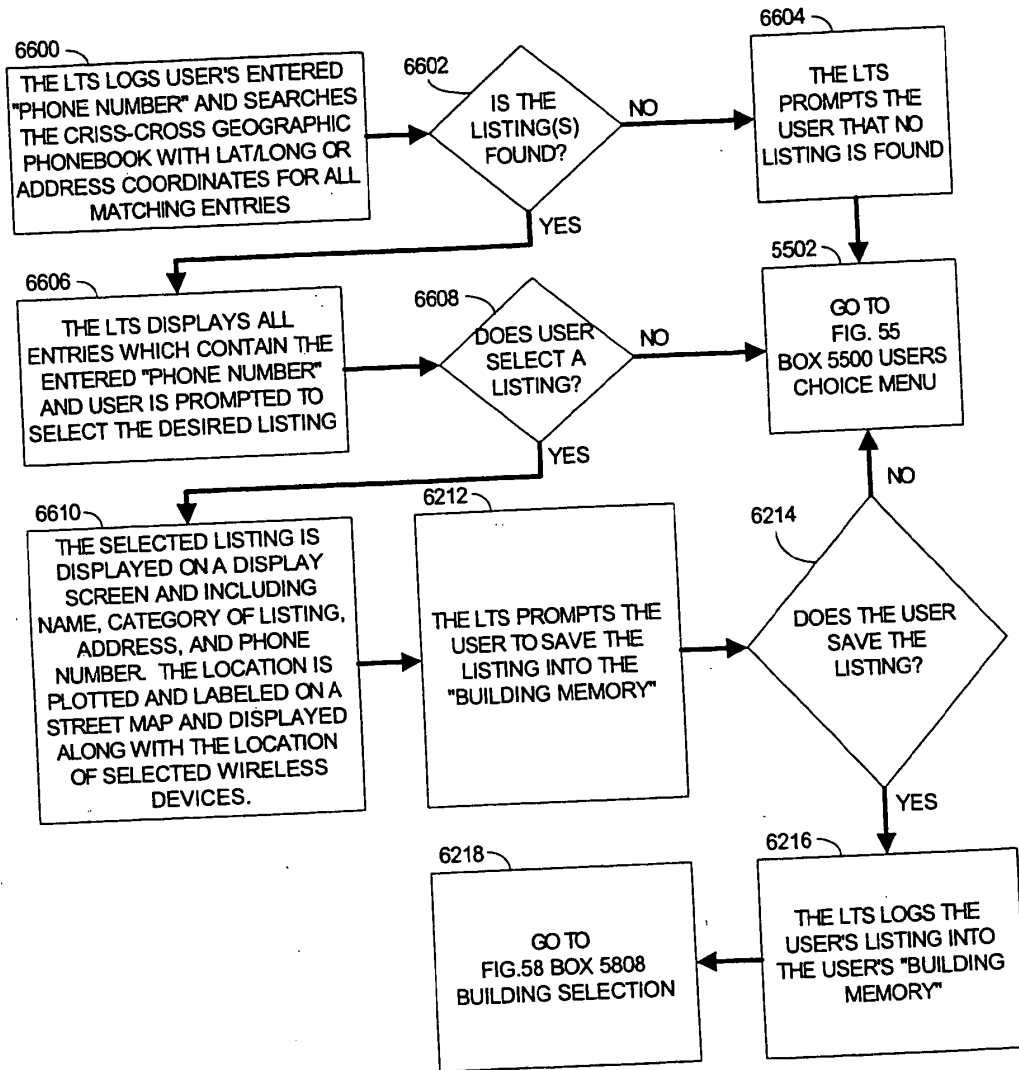 6600
THE LTS LOGS USER'S ENTERED
"PHONE NUMBER" AND SEARCHES
THE CRISS-CROSS GEOGRAPHIC
PHONEBOOK WITH LAT/LONG OR
ADDRESS COORDINATES FOR ALL
MATCHING ENTRIES
6602
IS THE
LISTING(S)
FOUND?
NO
YES
6604
THE LTS
PROMPTS THE
USER THAT NO
LISTING IS FOUND
6606
THE LTS DISPLAYS ALL
ENTRIES WHICH CONTAIN THE
ENTERED "PHONE NUMBER"
AND USER IS PROMPTED TO
SELECT THE DESIRED LISTING
6608
DOES USER
SELECT A
LISTING?
NO
YES
5502
GO TO
FIG. 55
BOX 5500 USERS
CHOICE MENU
6610
THE SELECTED LISTING IS
DISPLAYED ON A DISPLAY
SCREEN AND INCLUDING
NAME, CATEGORY OF LISTING,
ADDRESS, AND PHONE
NUMBER. THE LOCATION IS
PLOTTED AND LABELED ON A
STREET MAP AND DISPLAYED
ALONG WITH THE LOCATION
OF SELECTED WIRELESS
DEVICES.
6212
THE LTS PROMPTS THE
USER TO SAVE THE
LISTING INTO THE
"BUILDING MEMORY"
6214
DOES THE USER
SAVE THE
LISTING?
NO
YES
6218
GO TO
FIG.58 BOX 5808
BUILDING SELECTION
6216
THE LTS LOGS THE
USER'S LISTING INTO
THE USER'S "BUILDING
MEMORY"